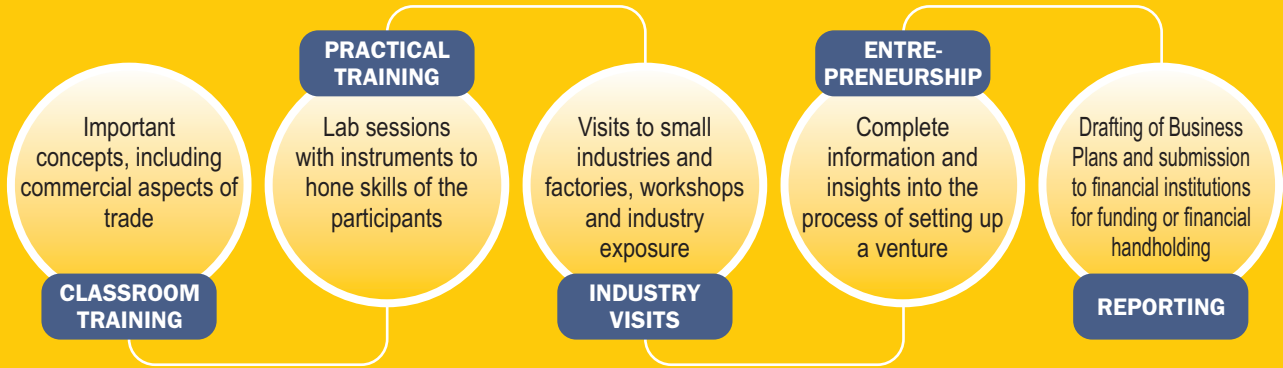 Important
concepts, including
commercial aspects of
trade
CLASSROOM
TRAINING
PRACTICAL
TRAINING
Lab sessions
with instruments to
hone skills of the
participants
Visits to small
industries and
factories, workshops
and industry
exposure
INDUSTRY
VISITS
ENTRE-
PRENEURSHIP
Complete
information and
insights into the
process of setting up
a venture
Drafting of Business
Plans and submission
to financial institutions
for funding or financial
handholding
REPORTING